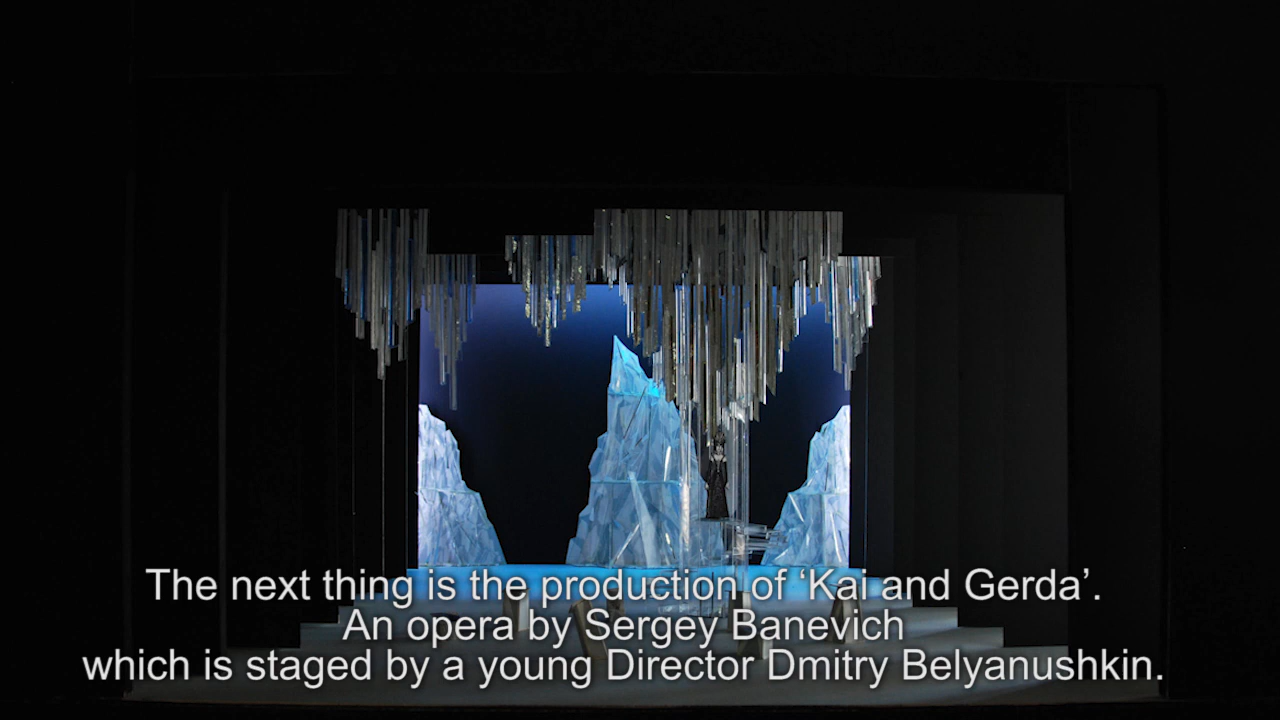 The next thing is the production of ‘Kai and Gerda’.
An opera by Sergey Banevich
which is staged by a young Director Dmitry Belyanushkin.